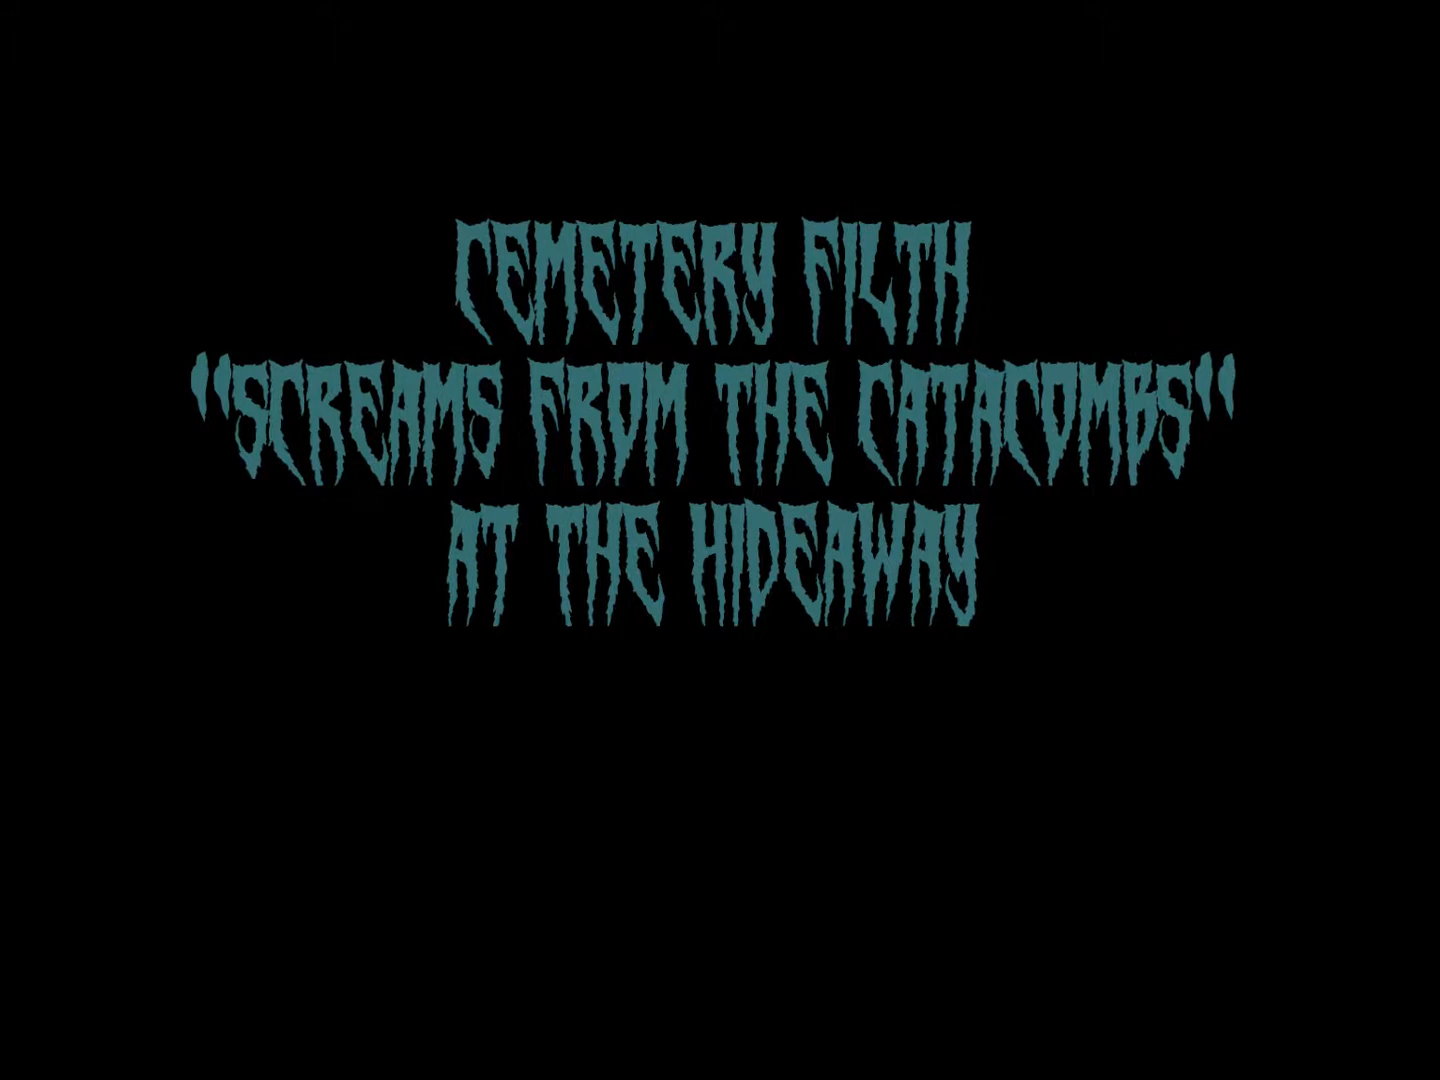 CEMETERY FILTH
"SCREAMS FROM THE CATACOMBS"
AT THE HIDEAWAY